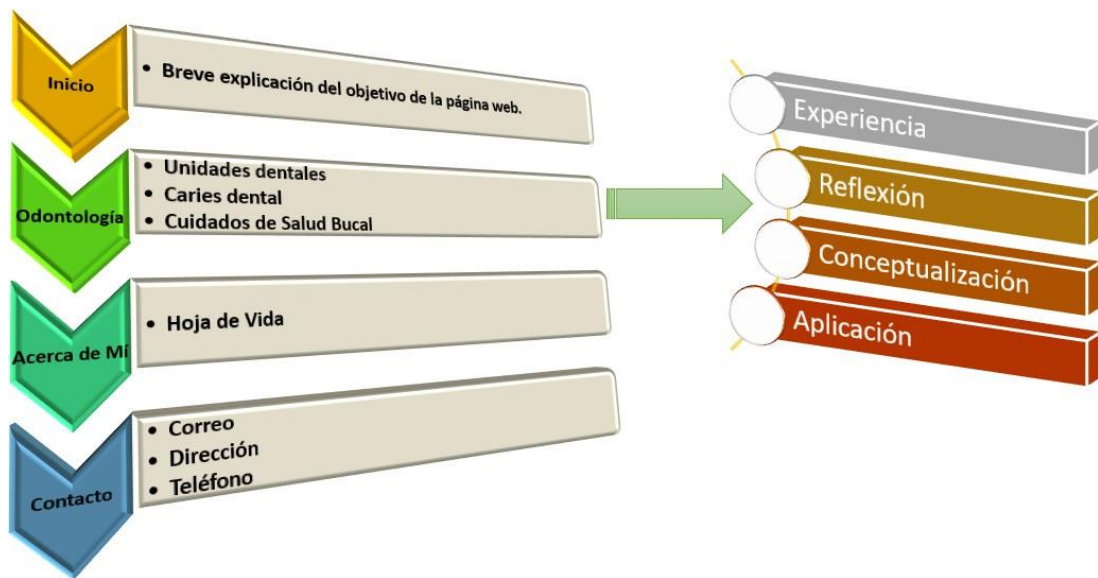 Inicio
• Breve explicación del objetivo de la página web.
Odontología
• Unidades dentales
• Caries dental
• Cuidados de Salud Bucal
Acerca de Mí
• Hoja de Vida
Contacto
• Correo
• Dirección
• Teléfono
Experiencia
Reflexión
Conceptualización
Aplicación